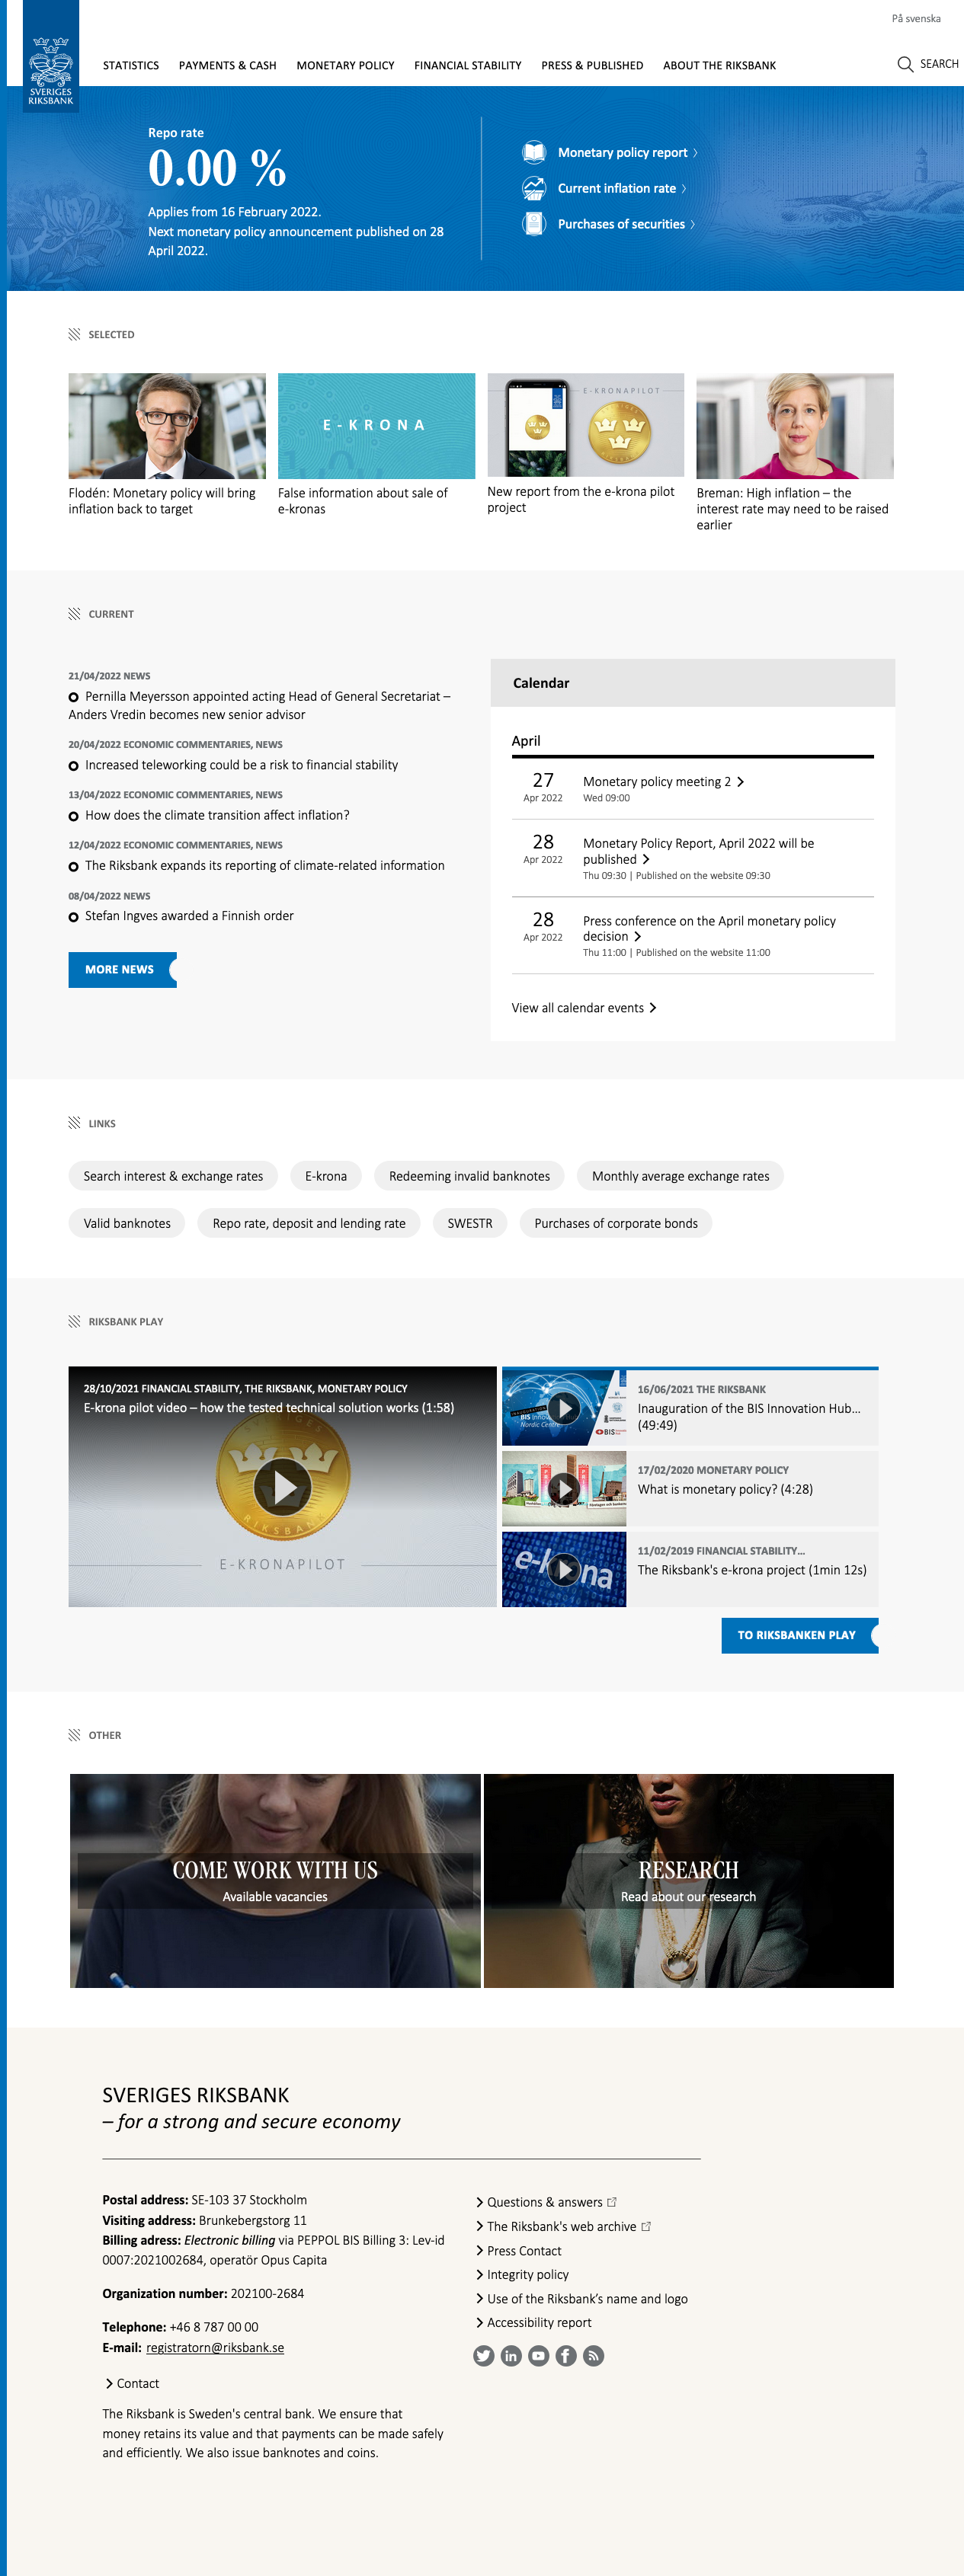 På svenska
SVERIGES
RIKSBANK
STATISTICS PAYMENTS & CASH MONETARY POLICY FINANCIAL STABILITY PRESS & PUBLISHED ABOUT THE RIKSBANK
SEARCH
Repo rate
0.00 %
Applies from 16 February 2022.
Next monetary policy announcement published on 28
April 2022.
Monetary policy report
Current inflation rate
Purchases of securities
SELECTED
Flodén: Monetary policy will bring
inflation back to target
E-KRONA
False information about sale of
e-kronas
E-KRONAPILOT
New report from the e-krona pilot
project
Breman: High inflation – the
interest rate may need to be raised
earlier
CURRENT
21/04/2022 NEWS
Pernilla Meyersson appointed acting Head of General Secretariat –
Anders Vredin becomes new senior advisor
20/04/2022 ECONOMIC COMMENTARIES, NEWS
Increased teleworking could be a risk to financial stability
13/04/2022 ECONOMIC COMMENTARIES, NEWS
How does the climate transition affect inflation?
12/04/2022 ECONOMIC COMMENTARIES, NEWS
The Riksbank expands its reporting of climate-related information
08/04/2022 NEWS
Stefan Ingves awarded a Finnish order
MORE NEWS
Calendar
April
27
Apr 2022
Monetary policy meeting 2
Wed 09:00
28
Apr 2022
Monetary Policy Report, April 2022 will be
published
Thu 09:30 | Published on the website 09:30
28
Apr 2022
Press conference on the April monetary policy
decision
Thu 11:00 | Published on the website 11:00
View all calendar events
LINKS
Search interest & exchange rates E-krona Redeeming invalid banknotes Monthly average exchange rates
Valid banknotes Repo rate, deposit and lending rate SWESTR Purchases of corporate bonds
RIKSBANK PLAY
28/10/2021 FINANCIAL STABILITY, THE RIKSBANK, MONETARY POLICY
E-krona pilot video – how the tested technical solution works (1:58)
RIKSBANK
E-KRONAPILOT
BIS
Nordic Centre
BIS
16/06/2021 THE RIKSBANK
Inauguration of the BIS Innovation Hub...
(49:49)
17/02/2020 MONETARY POLICY
What is monetary policy? (4:28)
e-krona
11/02/2019 FINANCIAL STABILITY...
The Riksbank's e-krona project (1min 12s)
TO RIKSBANKEN PLAY
OTHER
COME WORK WITH US
Available vacancies
RESEARCH
Read about our research
SVERIGES RIKSBANK
– for a strong and secure economy
Postal address: SE-103 37 Stockholm
Visiting address: Brunkebergstorg 11
Billing adress: Electronic billing via PEPPOL BIS Billing 3: Lev-id
0007:2021002684, operatör Opus Capita
Organization number: 202100-2684
Telephone: +46 8 787 00 00
E-mail: registratorn@riksbank.se
Contact
The Riksbank is Sweden's central bank. We ensure that
money retains its value and that payments can be made safely
and efficiently. We also issue banknotes and coins.
Questions & answers
The Riksbank's web archive
Press Contact
Integrity policy
Use of the Riksbank’s name and logo
Accessibility report